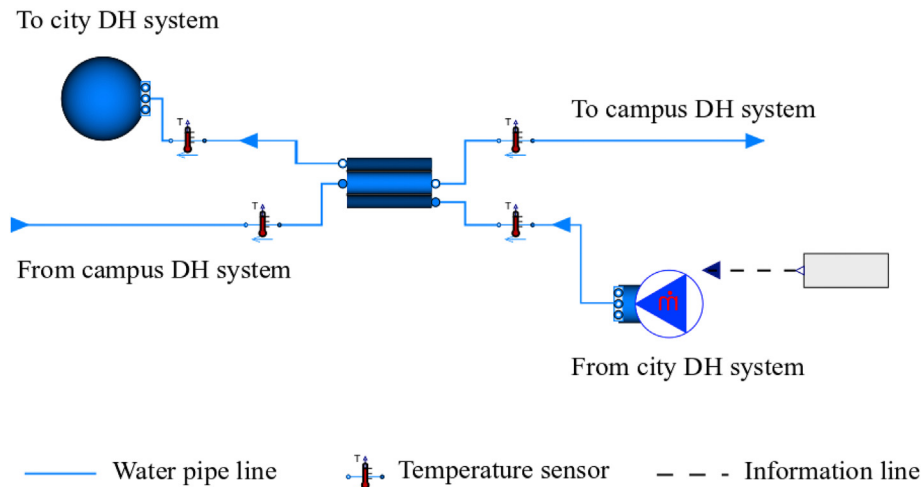 To city DH system
To campus DH system
T
T
T
From campus DH system
T
ṁ
From city DH system
T
Water pipe line
Temperature sensor
Information line